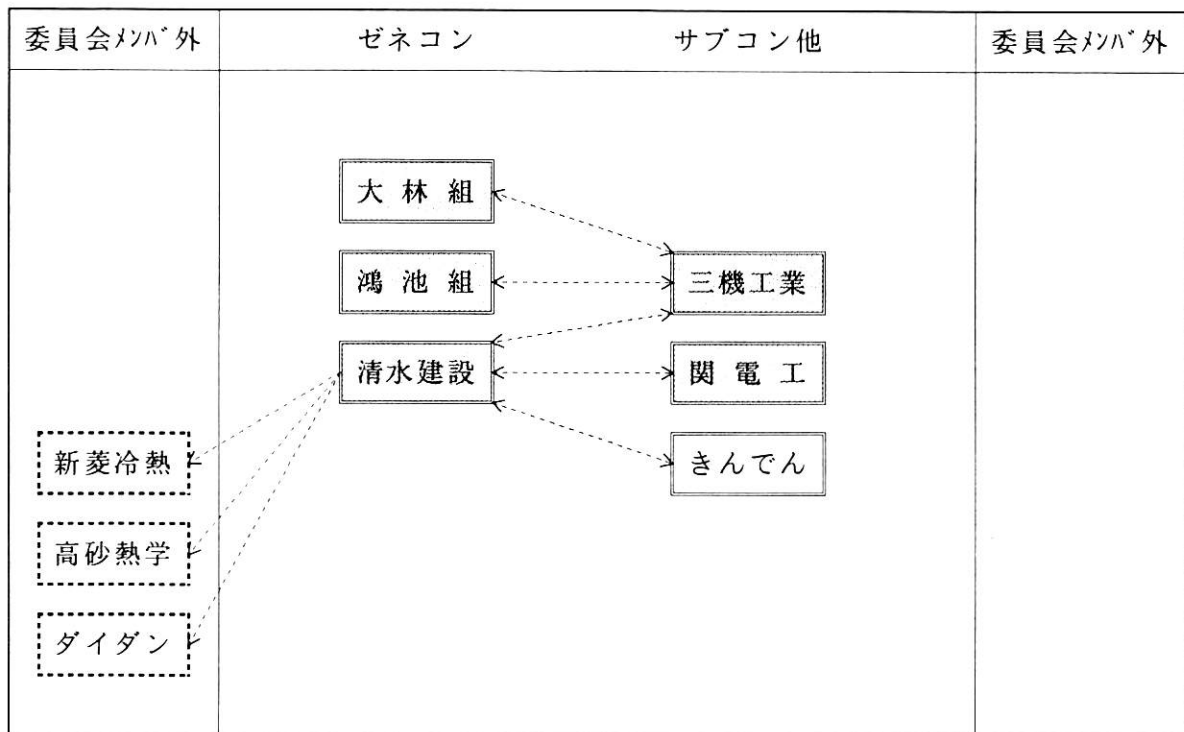 委員会ﾒﾝﾊﾞ外
ゼネコン
サブコン他
委員会ﾒﾝﾊﾞ外
大林組
鴻池組
三機工業
清水建設
関電工
新菱冷熱
きんでん
高砂熱学
ダイダン